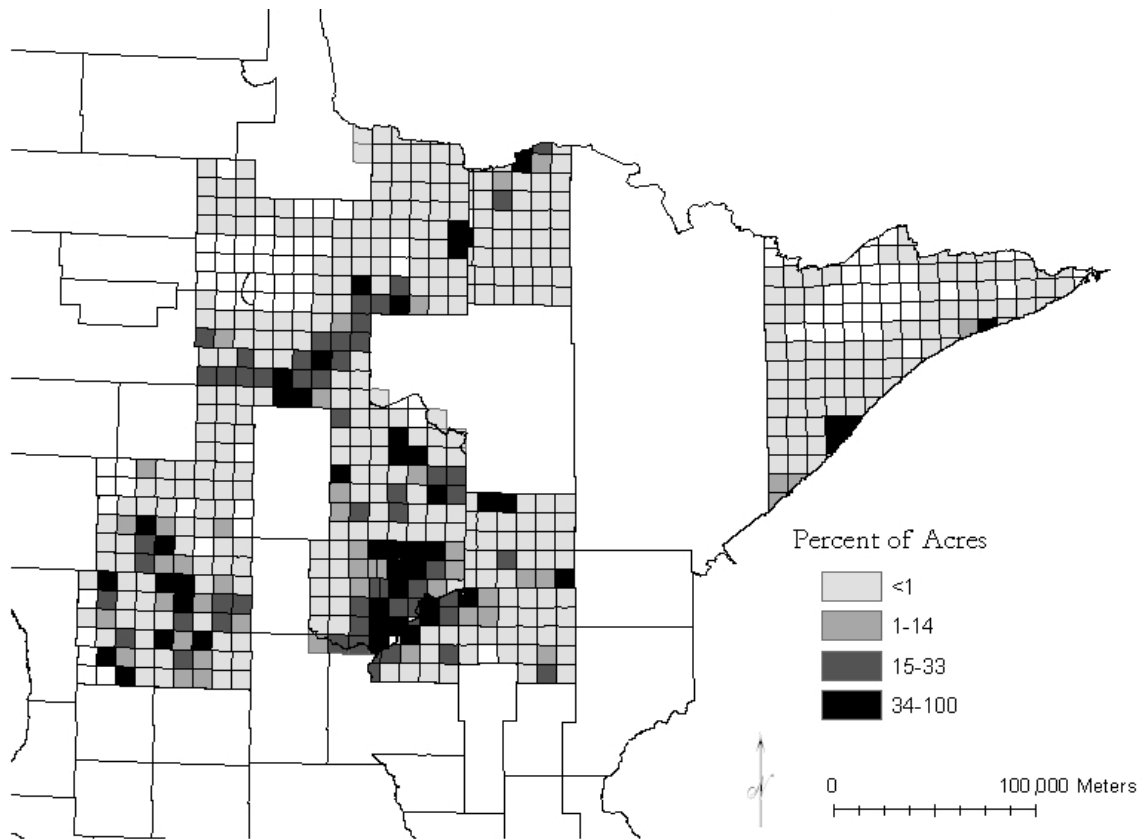 Percent of Acres
<1
1-14
15-33
34-100
N
0 100,000 Meters